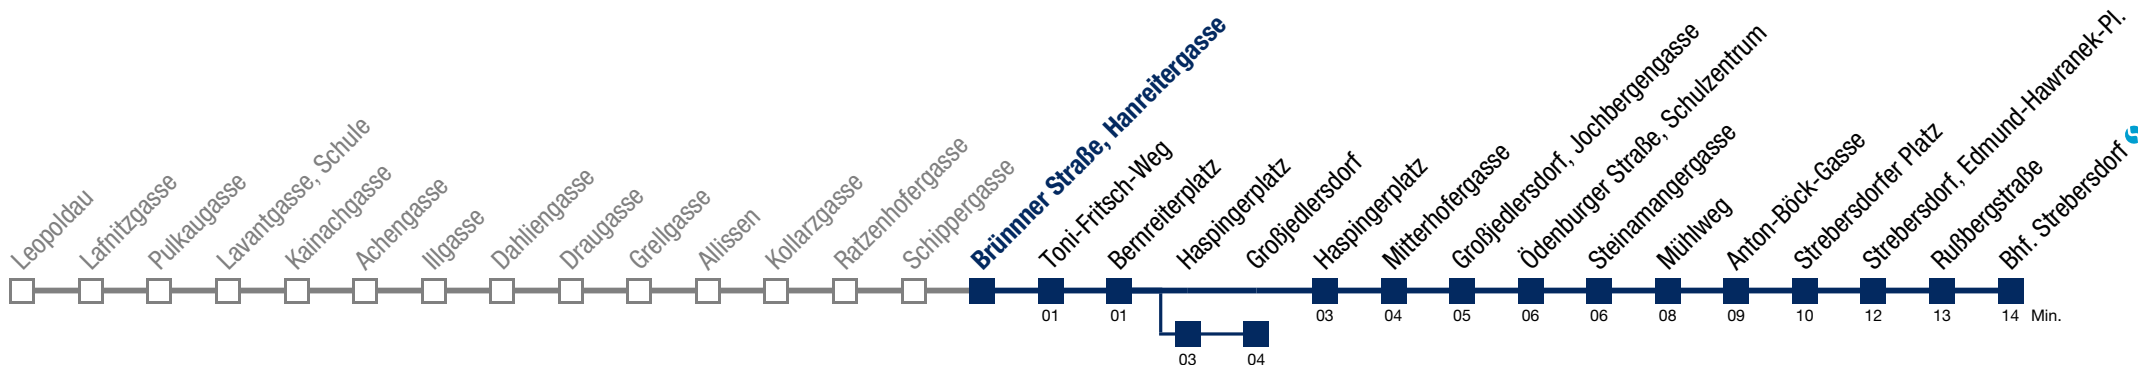 Leopoldau
Lafnitzgasse
Pulkaugasse
Lavantgasse, Schule
Kainachgasse
Achengasse
Illgasse
Dahliengasse
Draugasse
Grellgasse
Allissen
Kollarzgasse
Ratzenhofergasse
Schippergasse
Brünnner Straße, Hanreitergasse
Toni-Fritsch-Weg
Bernreiterplatz
Haspingerplatz
Großjedlersdorf
Haspingerplatz
Mitterhofergasse
Großjedlersdorf, Jochbergengasse
Ödenburger Straße, Schulzentrum
Steinamangergasse
Mühlweg
Anton-Böck-Gasse
Strebersdorfer Platz
Strebersdorf, Edmund-Hawranek-Pl.
Rußbergstraße
Bhf. Strebersdorf
01 01 03 04 05 06 06 08 09 10 12 13 14 Min.
03 04